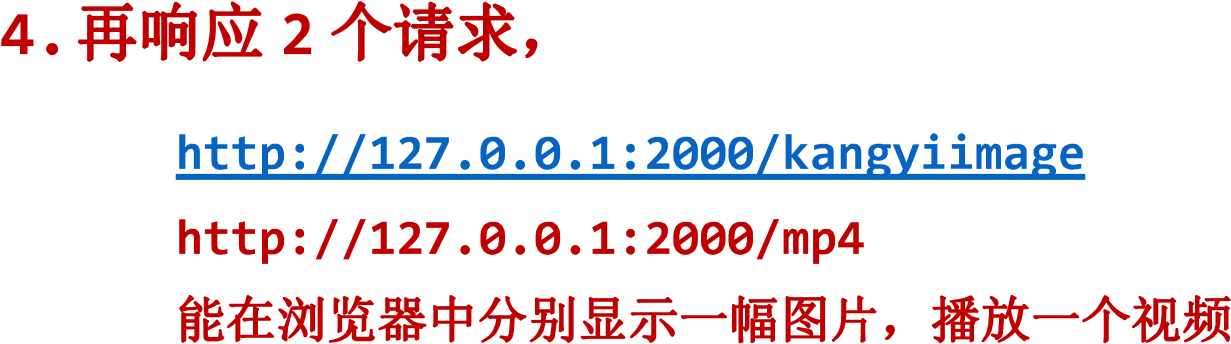 4.再响应 2 个请求，
http://127.0.0.1:2000/kangyiimage
http://127.0.0.1:2000/mp4
能在浏览器中分别显示一幅图片，播放一个视频